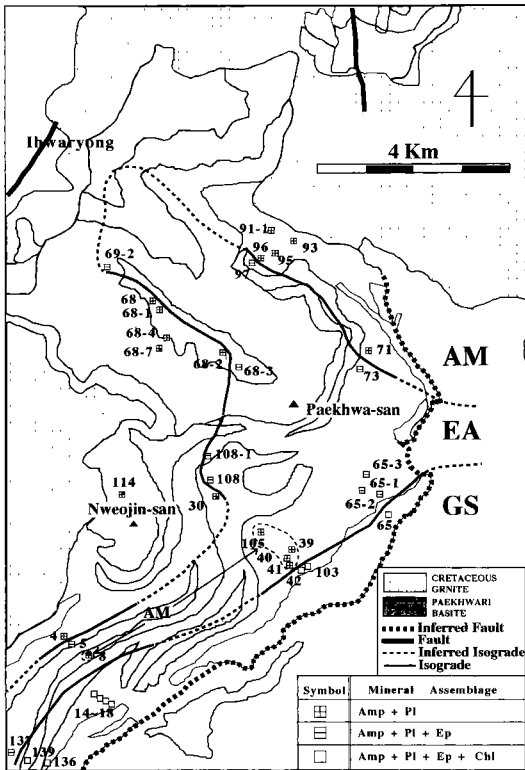 Ihwaryong
4 Km
91-1
93
96
95
97
69-2
68
68-1
68-4
68-7
68-2
68-3
71
73
AM
Paekhwa-san
EA
108-1
65-3
114
108
65-1
65-2
GS
Nweojin-san
30
65
105
39
40
41
103
42
AM
CRETACEOUS
GRNITE
PAEKHWARI
BASITE
Inferred Fault
Fault
Inferred Isograde
Isograde
4
5
8
14~18
137
139
136
Symbol Mineral Assemblage
Amp + Pl
Amp + Pl + Ep
Amp + Pl + Ep + Chl